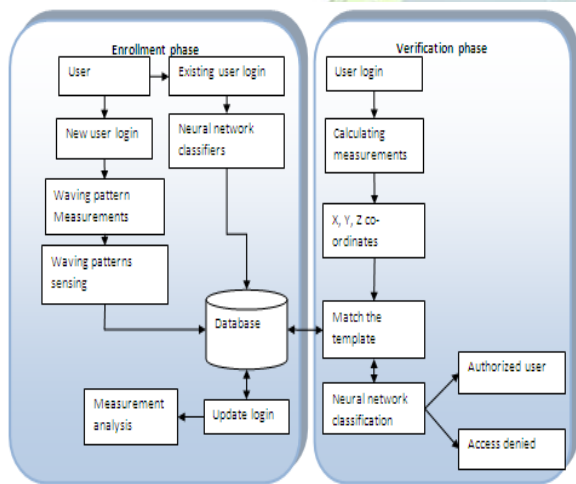 Enrollment phase
User
Existing user login
New user login
Neural network
classifiers
Waving pattern
Measurements
Waving patterns
sensing
Database
Measurement
analysis
Update login
Verification phase
User login
Calculating
measurements
X, Y, Z co-
ordinates
Match the
template
Neural network
classification
Authorized user
Access denied